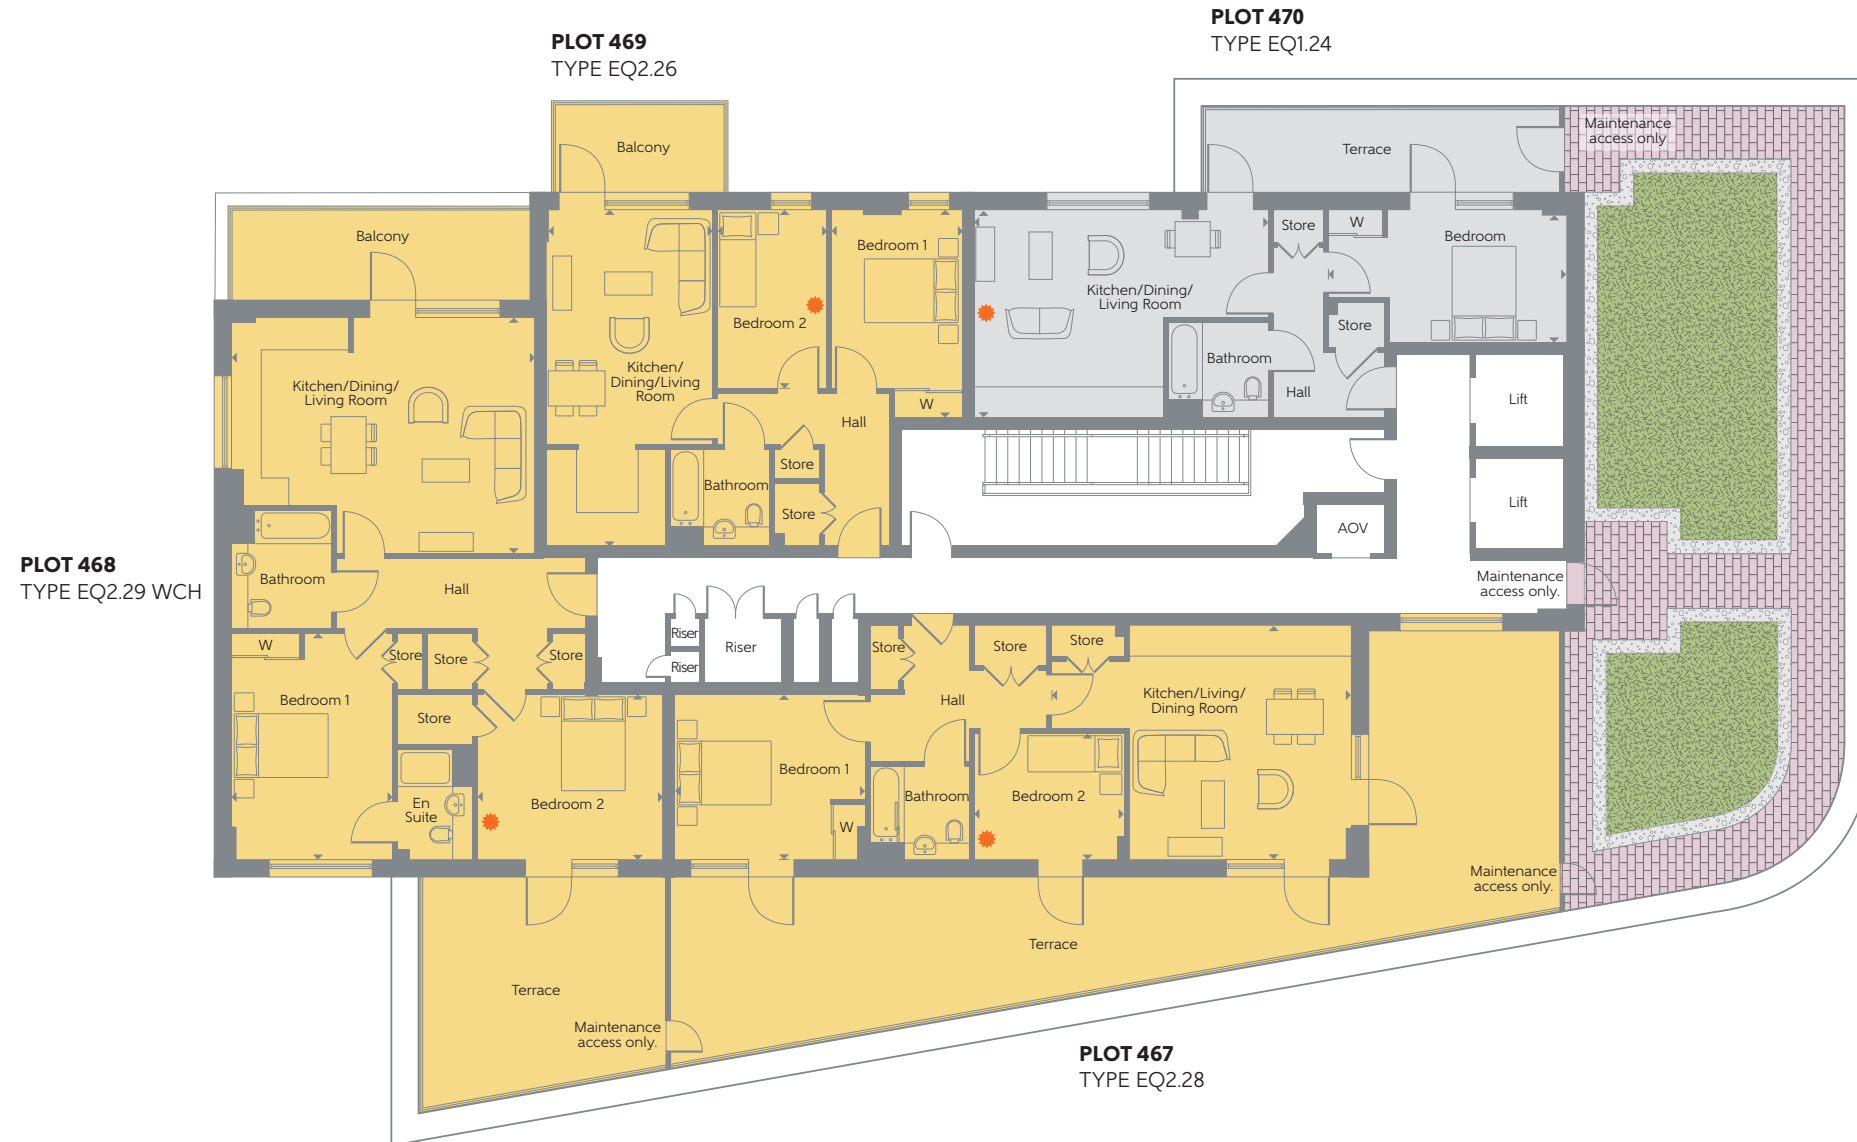 PLOT 470
TYPE EQ1.24
PLOT 469
TYPE EQ2.26
Maintenance
access only
Balcony
Terrace
Balcony
Bedroom 1
Store
W
Bedroom
Kitchen/Dining/
Living Room
Bedroom 2
Store
Bathroom
Kitchen/
Dining/Living
Room
Kitchen/Dining/
Living Room
Hall
Lift
W
Hall
Store
Bathroom
Store
Lift
AOV
PLOT 468
TYPE EQ2.29 WCH
Bathroom
Hall
Maintenance
access only.
Riser
Riser
Riser
W
Store
Store
Store
Store
Store
Store
Bedroom 1
Store
Hall
Kitchen/Living/
Dining Room
Bedroom 1
Bedroom 2
En
Suite
Bathroom
Bedroom 2
W
Maintenance
access only.
Terrace
Terrace
Maintenance
access only.
PLOT 467
TYPE EQ2.28